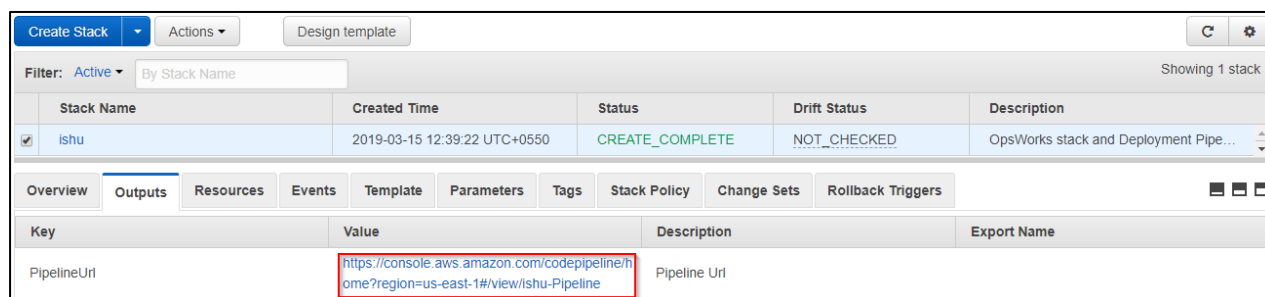 Create Stack Actions Design template
Filter: Active By Stack Name Showing 1 stack
Stack Name Created Time Status Drift Status Description
ishu 2019-03-15 12:39:22 UTC+0550 CREATE_COMPLETE NOT_CHECKED OpsWorks stack and Deployment Pipe...
Overview Outputs Resources Events Template Parameters Tags Stack Policy Change Sets Rollback Triggers
Key Value Description Export Name
PipelineUrl https://console.aws.amazon.com/codepipeline/h Pipeline Url
ome?region=us-east-1#/view/ishu-Pipeline